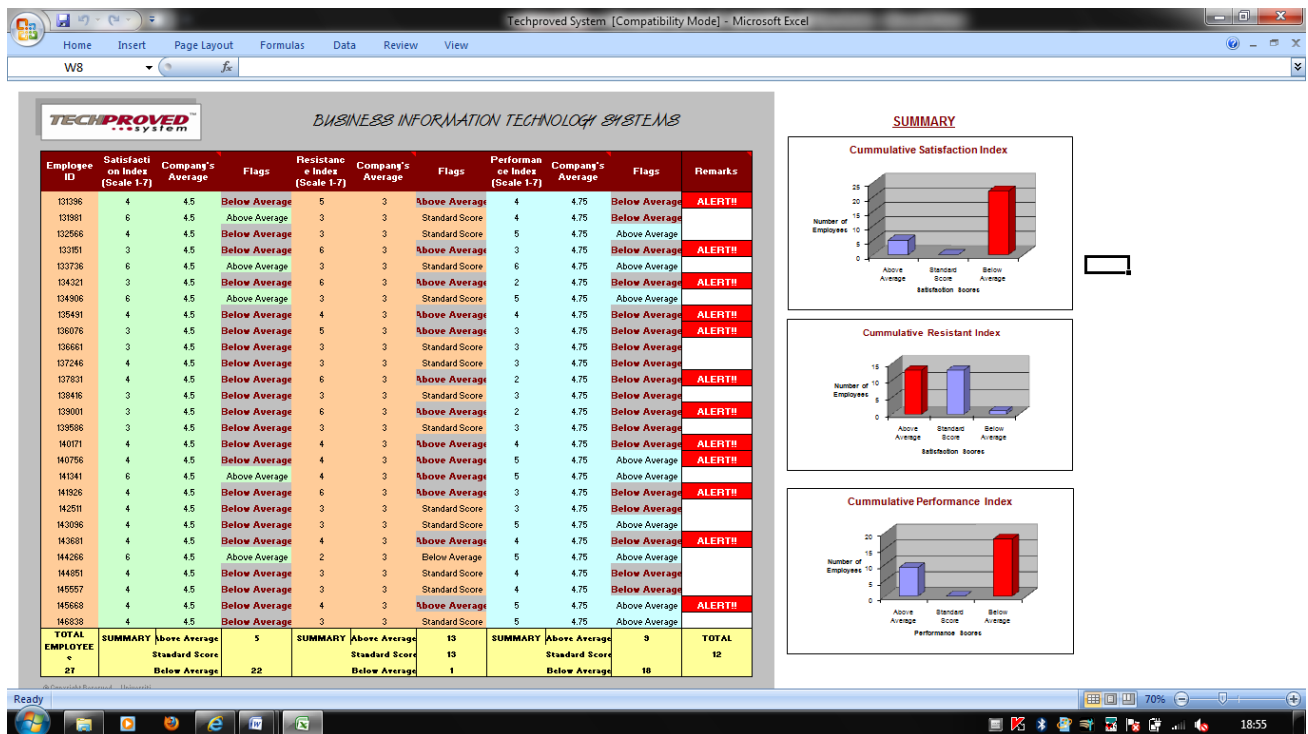 Techproved System [Compatibility Mode] - Microsoft Excel
Home Insert Page Layout Formulas Data Review View
W8 fx
TECHPROVED™ system
BUSINESS INFORMATION TECHNOLOGY SYSTEMS
Employee ID Satisfaction Index (Scale 1-7) Company's Average Flags Resistance Index (Scale 1-7) Company's Average Flags Performance Index (Scale 1-7) Company's Average Flags Remarks
131396 4 4.5 Below Average 5 3 Above Average 4 4.75 Below Average ALERT!!
131981 6 4.5 Above Average 3 3 Standard Score 4 4.75 Below Average
132566 4 4.5 Below Average 3 3 Standard Score 5 4.75 Above Average
133151 3 4.5 Below Average 6 3 Above Average 3 4.75 Below Average ALERT!!
133736 6 4.5 Above Average 3 3 Standard Score 6 4.75 Above Average
134321 3 4.5 Below Average 6 3 Above Average 2 4.75 Below Average ALERT!!
134906 6 4.5 Above Average 3 3 Standard Score 5 4.75 Above Average
135491 4 4.5 Below Average 4 3 Above Average 4 4.75 Below Average ALERT!!
136076 3 4.5 Below Average 5 3 Above Average 3 4.75 Below Average ALERT!!
136661 3 4.5 Below Average 3 3 Standard Score 3 4.75 Below Average
137246 4 4.5 Below Average 3 3 Standard Score 3 4.75 Below Average
137831 4 4.5 Below Average 6 3 Above Average 2 4.75 Below Average ALERT!!
138416 3 4.5 Below Average 3 3 Standard Score 3 4.75 Below Average
139001 3 4.5 Below Average 6 3 Above Average 2 4.75 Below Average ALERT!!
139586 3 4.5 Below Average 3 3 Standard Score 3 4.75 Below Average
140171 4 4.5 Below Average 4 3 Above Average 4 4.75 Below Average ALERT!!
140756 4 4.5 Below Average 4 3 Above Average 5 4.75 Above Average ALERT!!
141341 6 4.5 Above Average 4 3 Above Average 5 4.75 Above Average
141926 4 4.5 Below Average 6 3 Above Average 3 4.75 Below Average ALERT!!
142511 4 4.5 Below Average 3 3 Standard Score 3 4.75 Below Average
143096 4 4.5 Below Average 3 3 Standard Score 5 4.75 Above Average
143681 4 4.5 Below Average 4 3 Above Average 4 4.75 Below Average ALERT!!
144266 6 4.5 Above Average 2 3 Below Average 5 4.75 Above Average
144851 4 4.5 Below Average 3 3 Standard Score 4 4.75 Below Average
145557 4 4.5 Below Average 3 3 Standard Score 4 4.75 Below Average
145668 4 4.5 Below Average 4 3 Above Average 5 4.75 Above Average ALERT!!
146838 4 4.5 Below Average 3 3 Standard Score 5 4.75 Above Average
TOTAL EMPLOYEE SUMMARY Above Average 5 SUMMARY Above Average 13 SUMMARY Above Average 9 TOTAL
Standard Score Standard Score 13 Standard Score 12
27 Below Average 22 Below Average 1 Below Average 18
SUMMARY
Cummulative Satisfaction Index
Number of Employees
25
20
15
10
5
0
Above Average Standard Score Below Average
Satisfaction Scores
Cummulative Resistant Index
Number of Employees
15
10
5
0
Above Average Standard Score Below Average
Satisfaction Scores
Cummulative Performance Index
Number of Employees
20
15
10
5
0
Above Average Standard Score Below Average
Performance Scores
Ready 70%
18:55